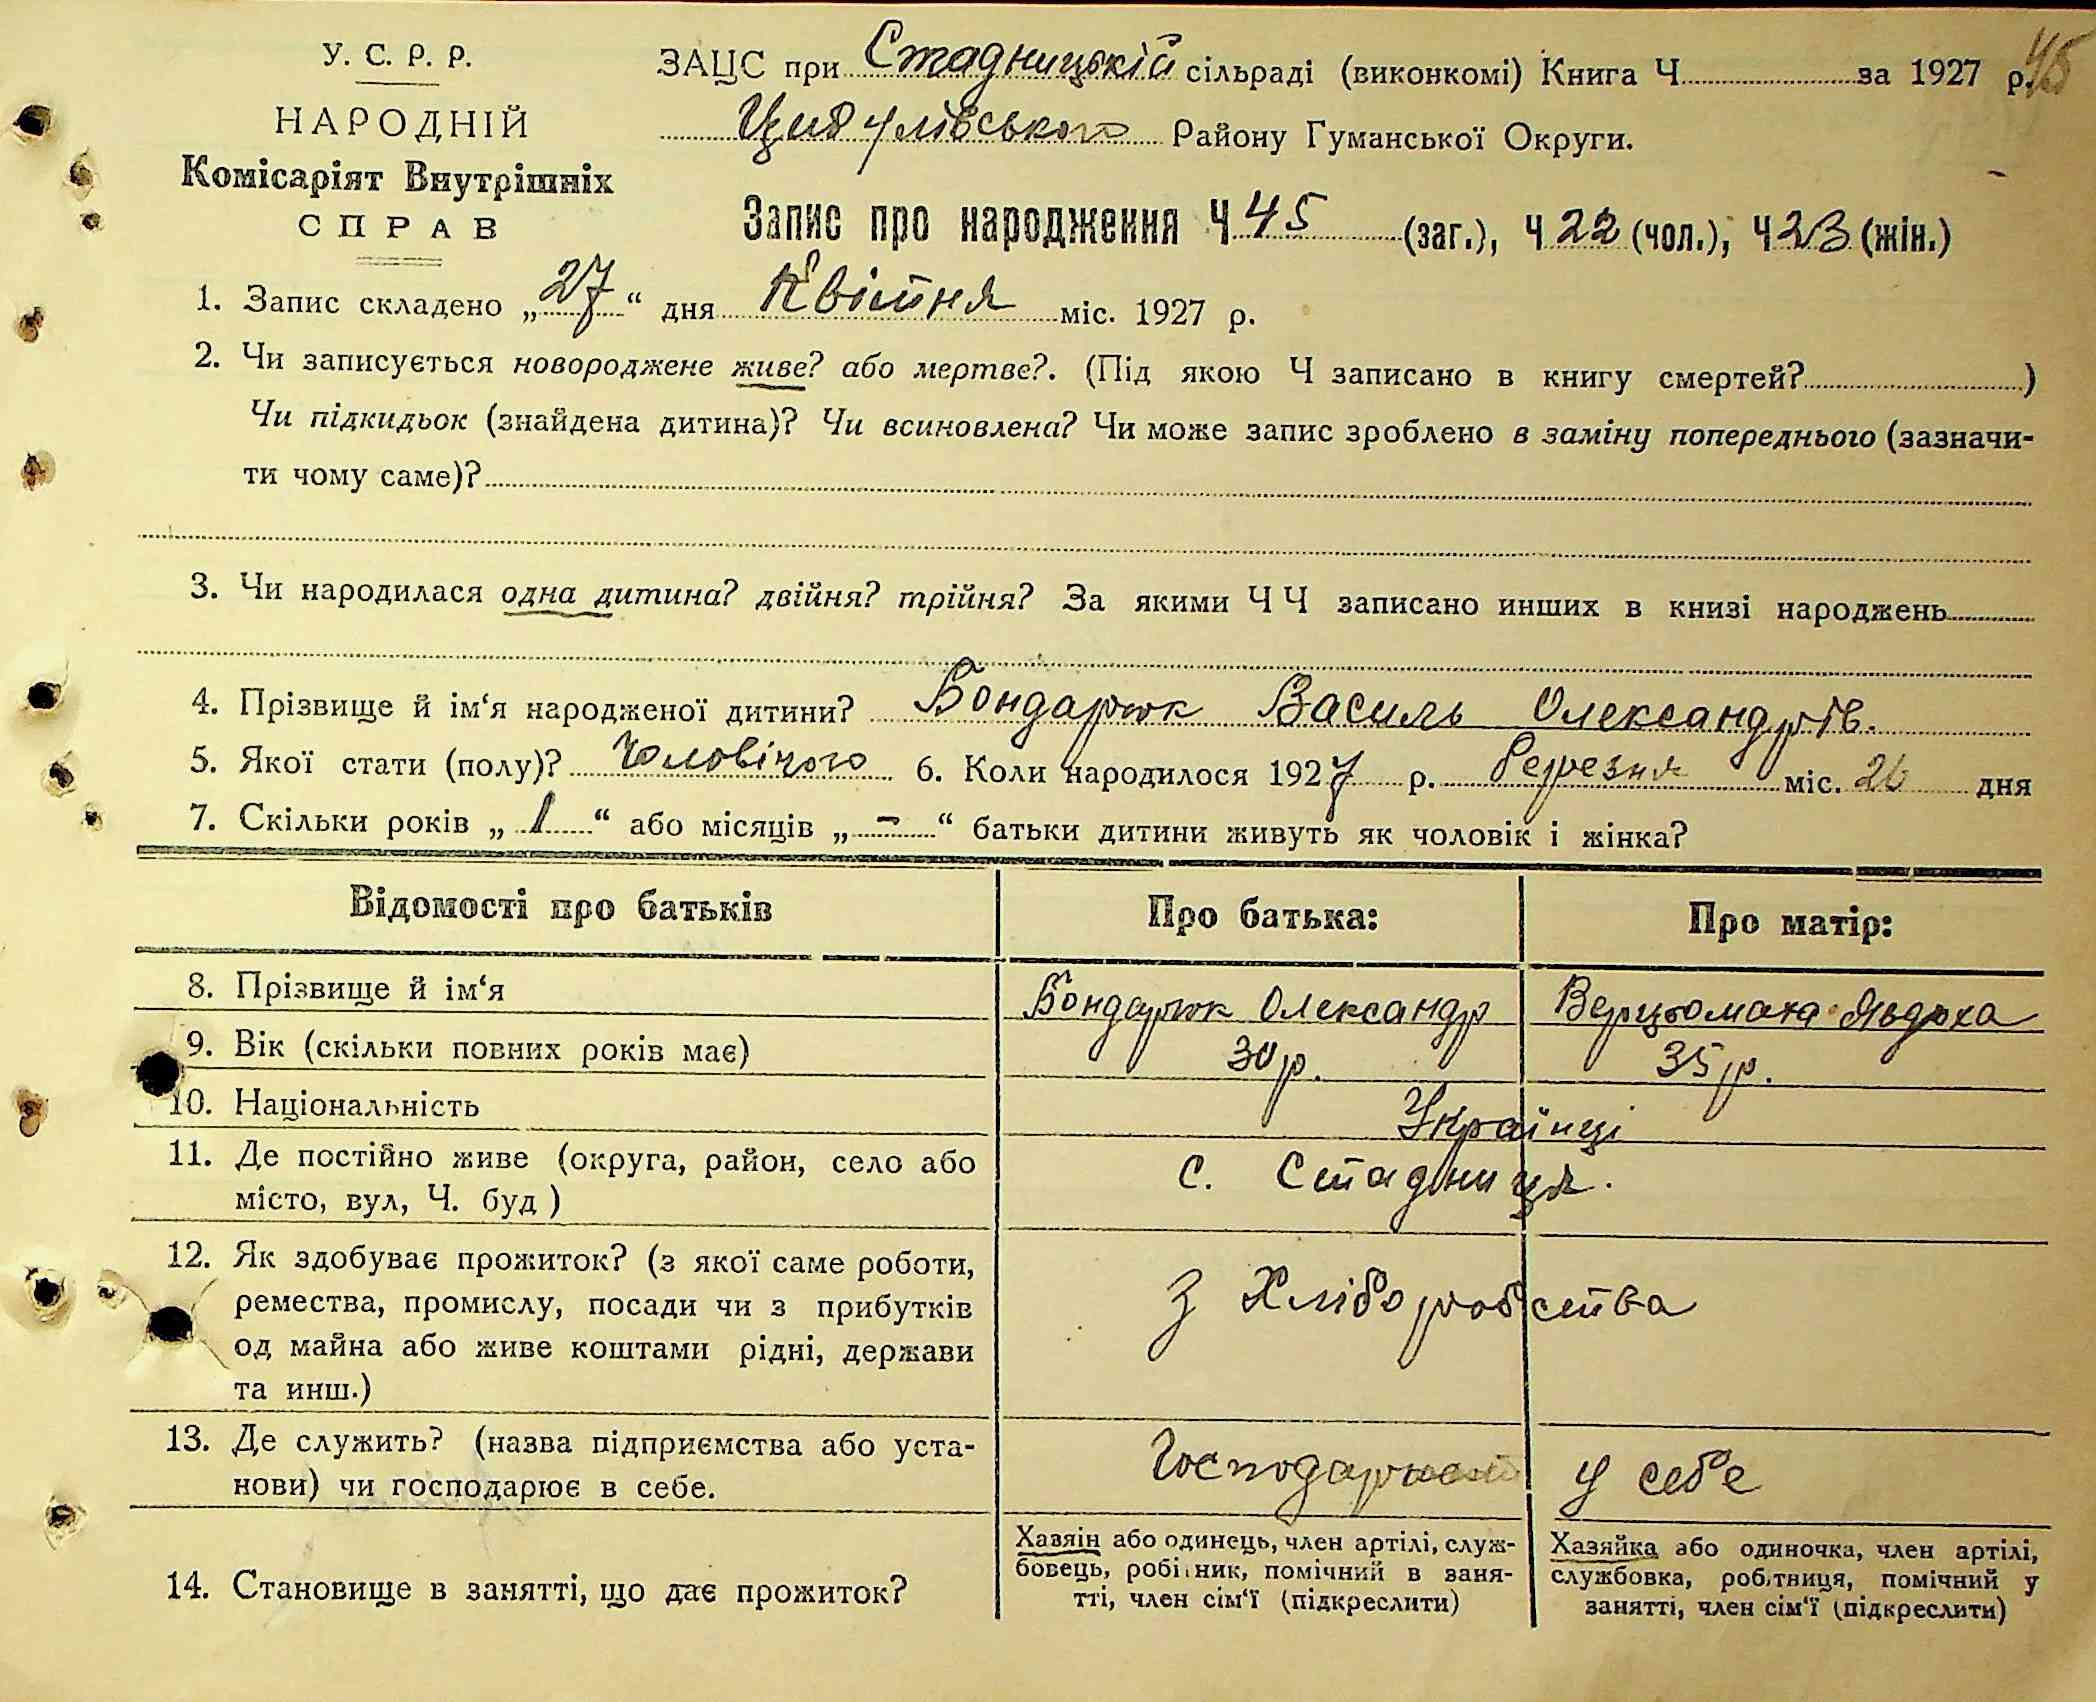 У. С. Р. Р.
НАРОДНІЙ
Комісаріят Внутрішніх
СПРАВ
45
ЗАЦС при Стадницькій сільраді (виконкомі) Книга Ч. за 1927 р.
Цибулівського Району Гуманської Округи.
Запис про народження Ч 45 (заг.), Ч 22 (чол.), Ч 23 (жін.)
1. Запис складено „27“ дня Квітня міс. 1927 р.
2. Чи записується новороджене живе? або мертве?. (Під якою Ч записано в книгу смертей? )
Чи підкидьок (знайдена дитина)? Чи всиновлена? Чи може запис зроблено в заміну попереднього (зазначи-
ти чому саме)?
3. Чи народилася одна дитина? двійня? трійня? За якими ЧЧ записано инших в книзі народжень
4. Прізвище й ім‘я народженої дитини? Бондарюк Василь Олександрів.
5. Якої стати (полу)? Чоловічого 6. Коли народилося 1927 р. березня міс. 26 дня
7. Скільки років „1“ або місяців „-“ батьки дитини живуть як чоловік і жінка?
Відомості про батьків Про батька: Про матір:
8. Прізвище й ім‘я Бондарюк Олександр
9. Вік (скільки повних років має) 30 р. 35 р.
10. Національність Українці
11. Де постійно живе (округа, район, село або
місто, вул, Ч. буд ) с. Стадниця.
12. Як здобуває прожиток? (з якої саме роботи,
ремества, промислу, посади чи з прибутків
од майна або живе коштами рідні, держави
та инш.) З Хліборобства
13. Де служить? (назва підприємства або уста-
нови) чи господарює в себе. у себе
14. Становище в занятті, що дає прожиток?
Хазяін або одинець, член артілі, служ-
бовець, робітник, помічний в заня-
тті, член сім‘ї (підкреслити)
Хазяйка або одиночка, член артілі,
службовка, робітниця, помічний у
занятті, член сім‘ї (підкреслити)